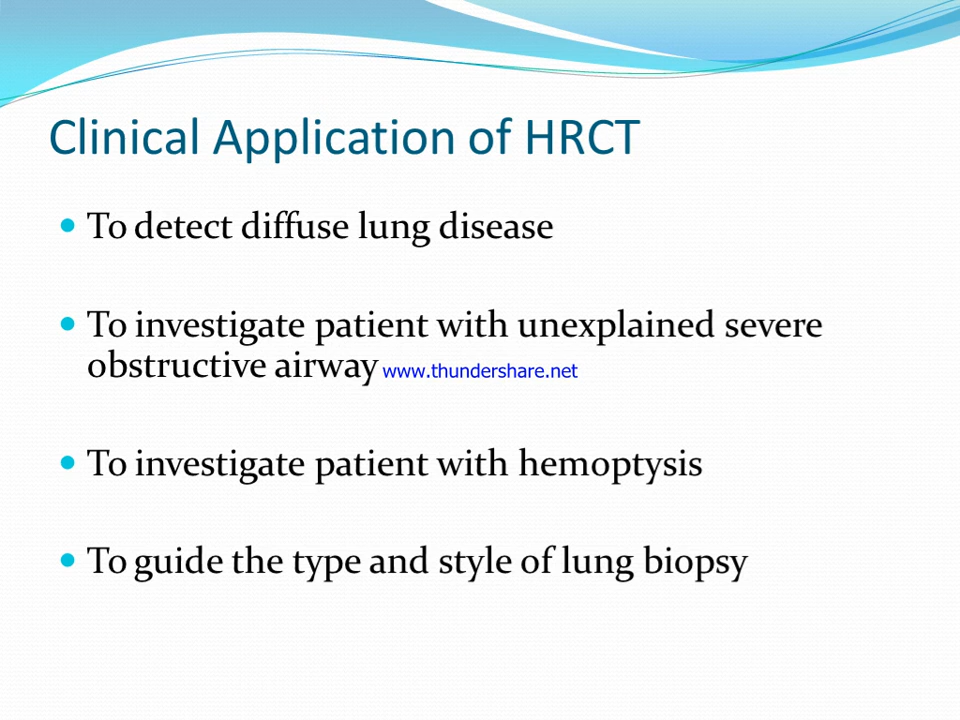 Clinical Application of HRCT
To detect diffuse lung disease
To investigate patient with unexplained severe
obstructive airway www.thundershare.net
To investigate patient with hemoptysis
To guide the type and style of lung biopsy